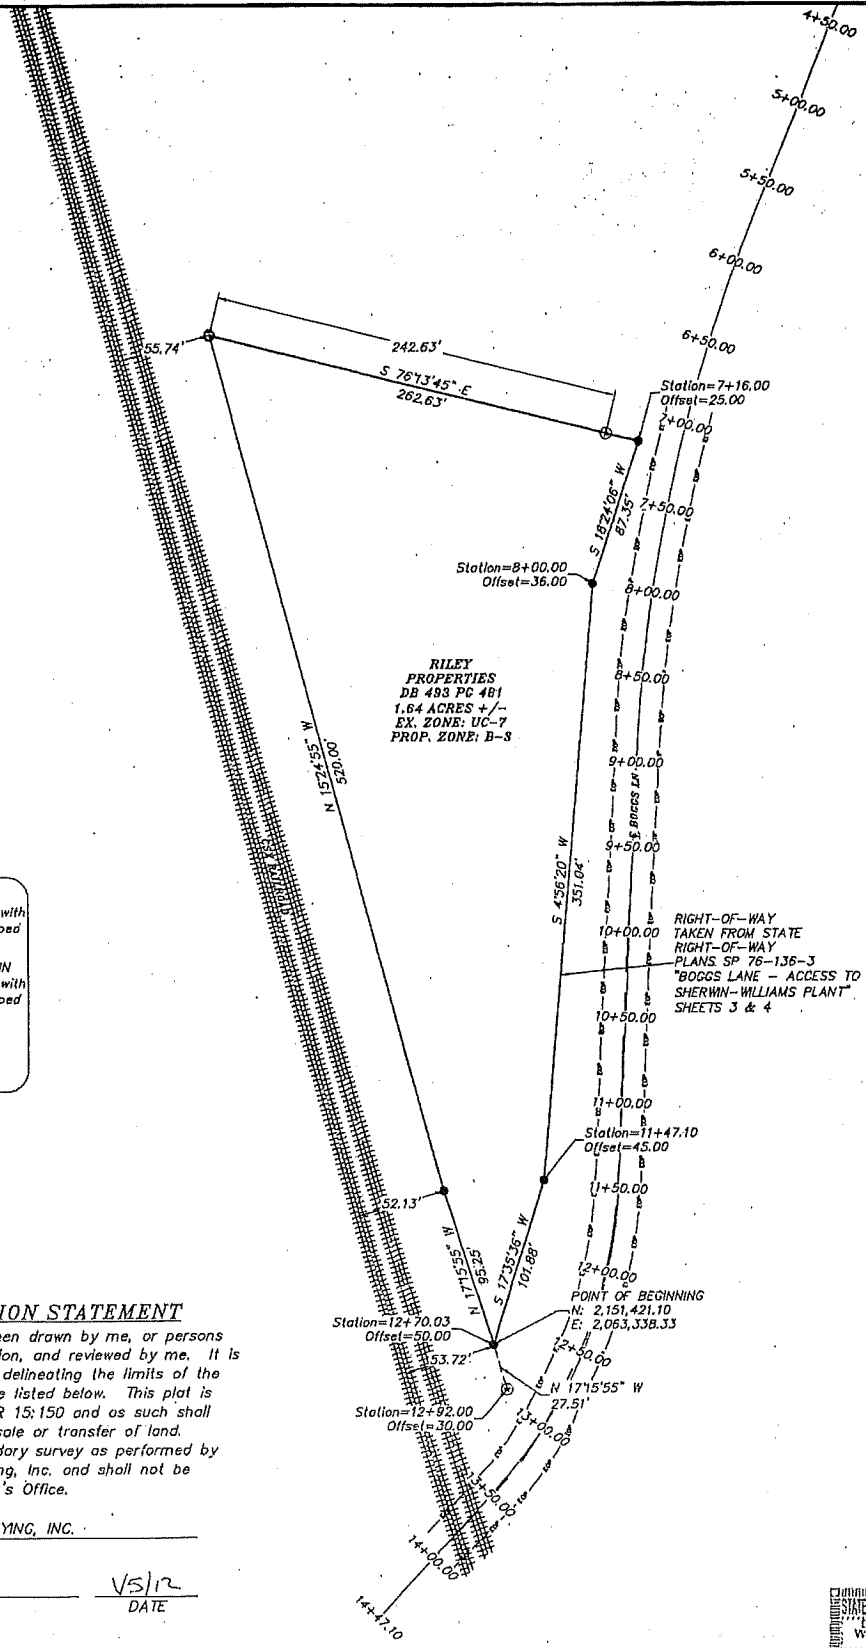 4+50.00
5+00.00
5+50.00
6+00.00
6+50.00
55.74'
242.63'
S 76°13'45" E
262.63'
Station=7+16.00
Offset=25.00
7+00.00
S 18°24'06" W
87.35'
7+50.00
Station=8+00.00
Offset=36.00
8+00.00
RILEY
PROPERTIES
DB 493 PG 481
1.64 ACRES +/-
EX. ZONE: UC-7
PROP. ZONE: B-3
8+50.00
N 15°24'55" W
520.00'
9+00.00
BOGGS LN.
9+50.00
CSX RAILROAD
S 4°56'20" W
351.04'
with
IN
with
10+00.00
RIGHT-OF-WAY
TAKEN FROM STATE
RIGHT-OF-WAY
PLANS SP 76-136-3
"BOGGS LANE - ACCESS TO
SHERWIN-WILLIAMS PLANT"
SHEETS 3 & 4
10+50.00
11+00.00
Station=11+47.10
Offset=45.00
11+50.00
52.13'
N 17°15'55" W
95.25'
S 17°35'36" W
101.88'
12+00.00
POINT OF BEGINNING
N: 2,151,421.10
E: 2,063,338.33
Station=12+70.03
Offset=50.00
53.72'
12+50.00
N 17°15'55" W
27.51'
Station=12+92.00
Offset=30.00
13+00.00
13+50.00
14+00.00
14+47.10
ION STATEMENT
een drawn by me, or persons
ion, and reviewed by me. It is
delineating the limits of the
e listed below. This plat is
R 15:150 and as such shall
sale or transfer of land.
dary survey as performed by
ng, Inc. and shall not be
's Office.
YING, INC.
1/5/12
DATE
STATE
W